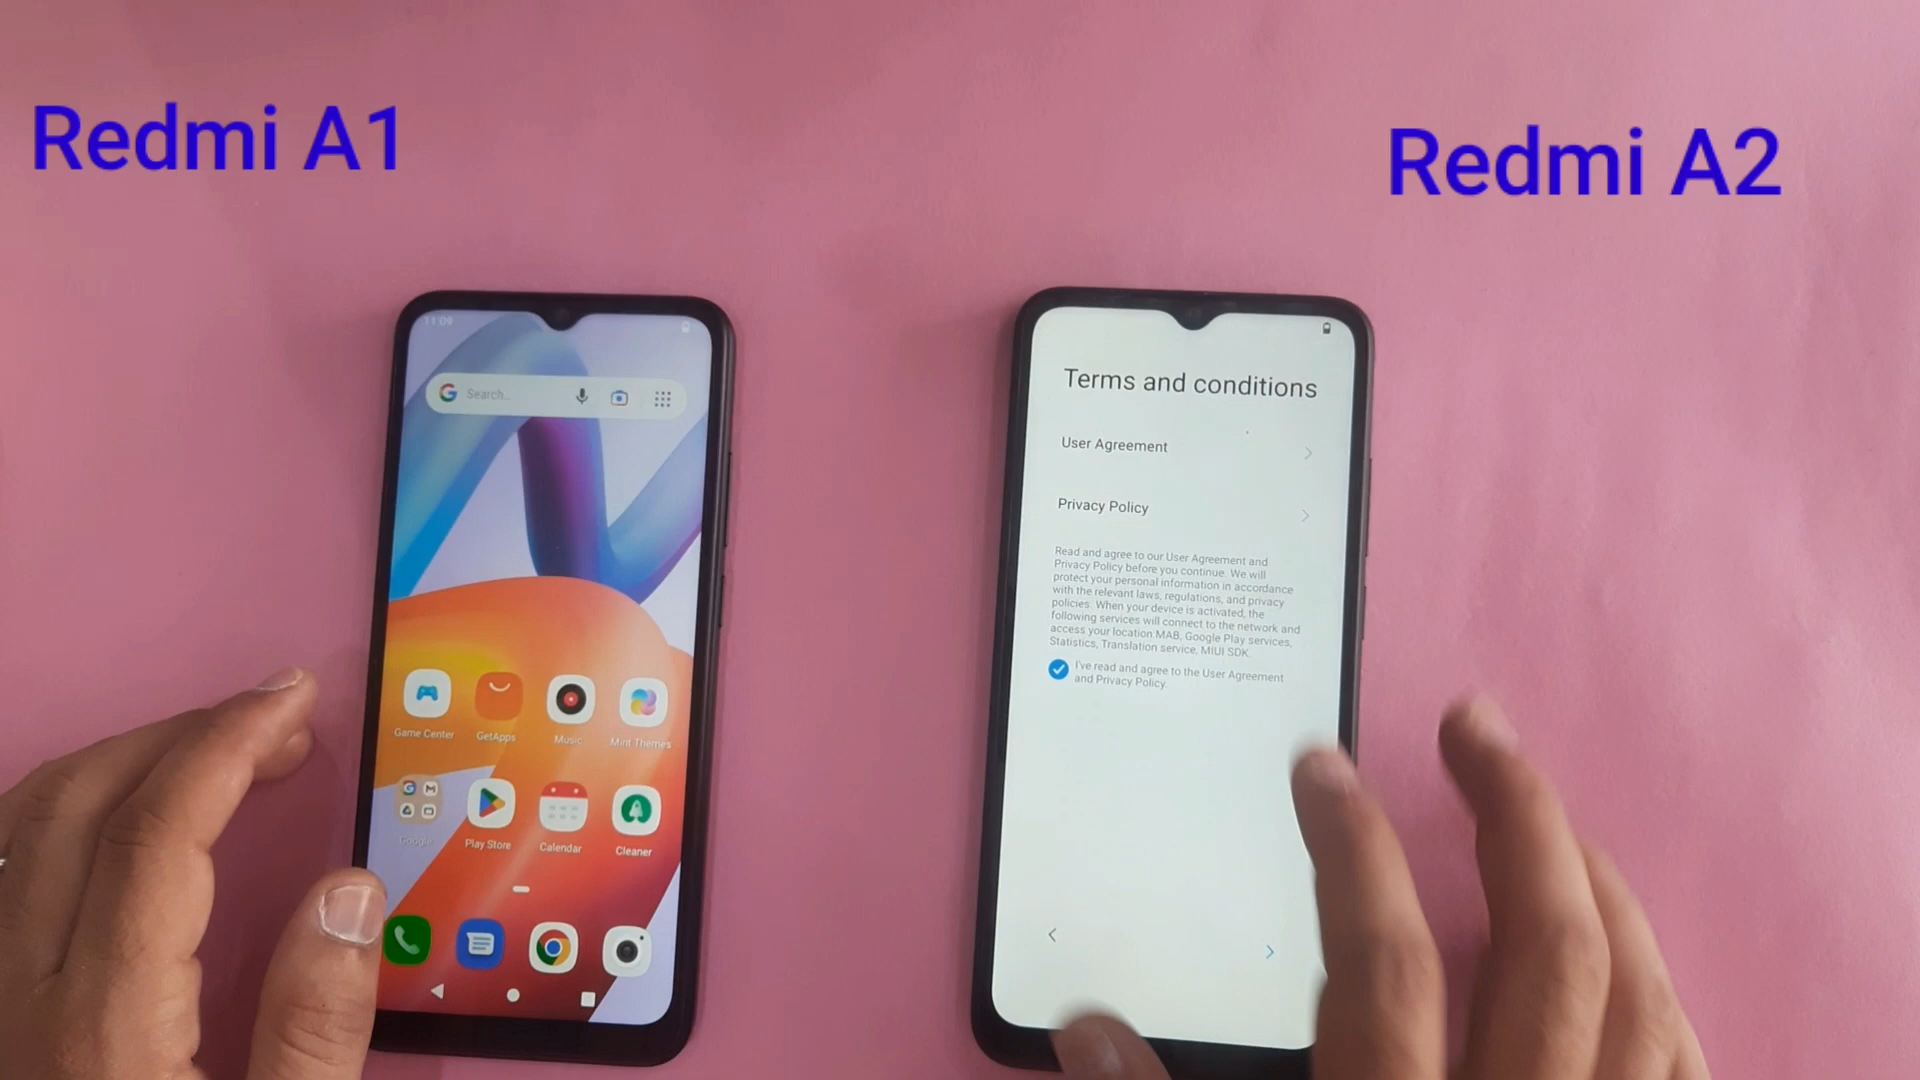 Redmi A1
Redmi A2
11:09
Search...
Game Center
GetApps
Music
Mint Themes
Google
Play Store
Calendar
Cleaner
Terms and conditions
User Agreement
Privacy Policy
Read and agree to our User Agreement and
Privacy Policy before you continue. We will
protect your personal information in accordance
with the relevant laws, regulations, and privacy
policies. When your device is activated, the
following services will connect to the network and
access your location MAB, Google Play services,
Statistics, Translation service, MIUI SDK.
I've read and agree to the User Agreement
and Privacy Policy.